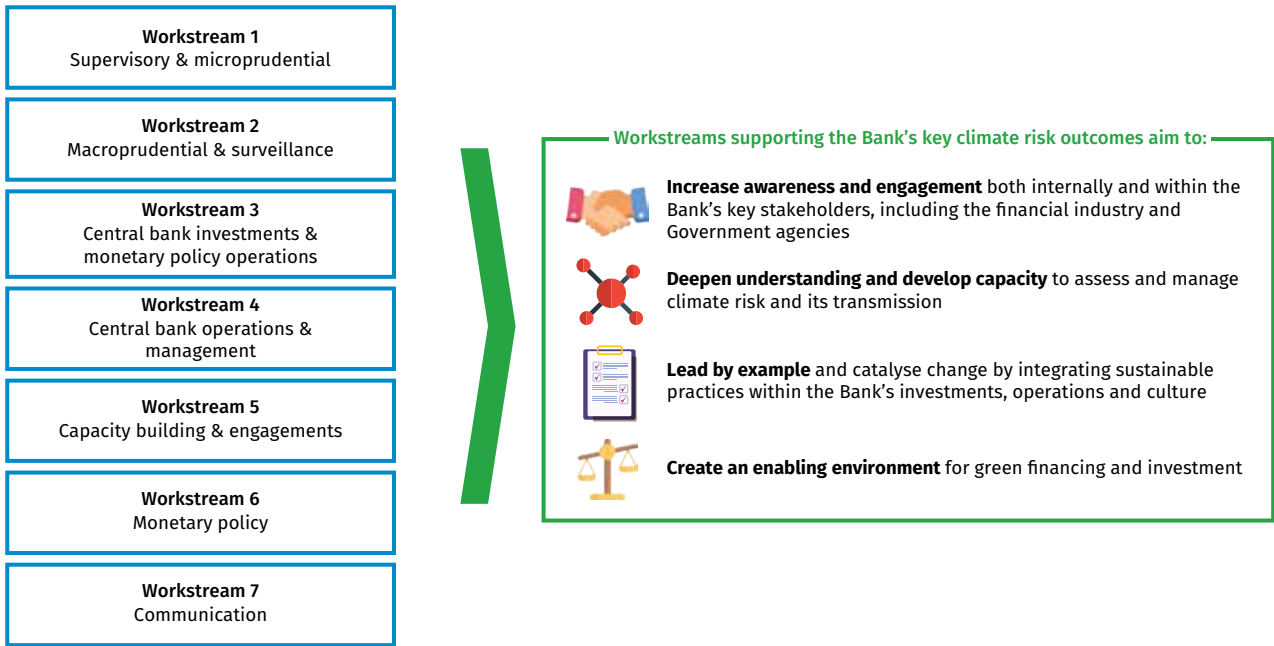 Workstream 1
Supervisory & microprudential
Workstream 2
Macroprudential & surveillance
Workstream 3
Central bank investments &
monetary policy operations
Workstream 4
Central bank operations &
management
Workstream 5
Capacity building & engagements
Workstream 6
Monetary policy
Workstream 7
Communication
Workstreams supporting the Bank’s key climate risk outcomes aim to:
Increase awareness and engagement both internally and within the
Bank’s key stakeholders, including the financial industry and
Government agencies
Deepen understanding and develop capacity to assess and manage
climate risk and its transmission
Lead by example and catalyse change by integrating sustainable
practices within the Bank’s investments, operations and culture
Create an enabling environment for green financing and investment